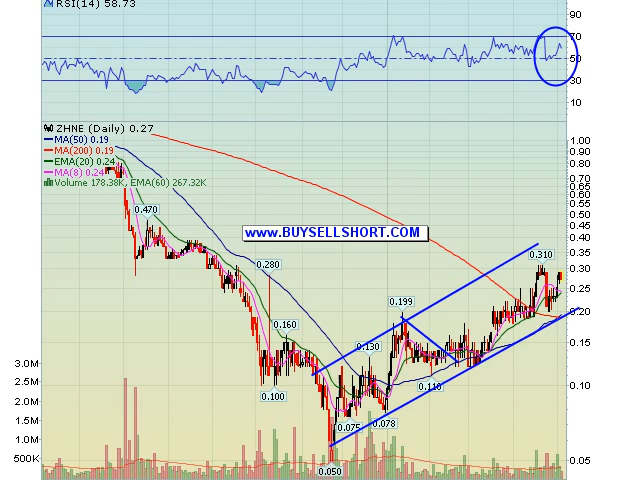 RSI(14) 58.73
90
70
50
30
10
ZHNE (Daily) 0.27
MA(50) 0.19
MA(200) 0.19
EMA(20) 0.24
MA(8) 0.24
Volume 178.38K, EMA(60) 267.32K
1.00
0.90
0.80
0.70
0.65
0.60
0.55
0.50
0.45
0.40
0.35
0.30
0.25
0.20
0.15
0.10
0.05
0.470
www.BUYSELLSHORT.COM
0.280
0.310
0.199
0.160
0.130
0.110
0.100
0.075
0.078
0.050
3.0M
2.5M
2.0M
1.5M
1.0M
500K